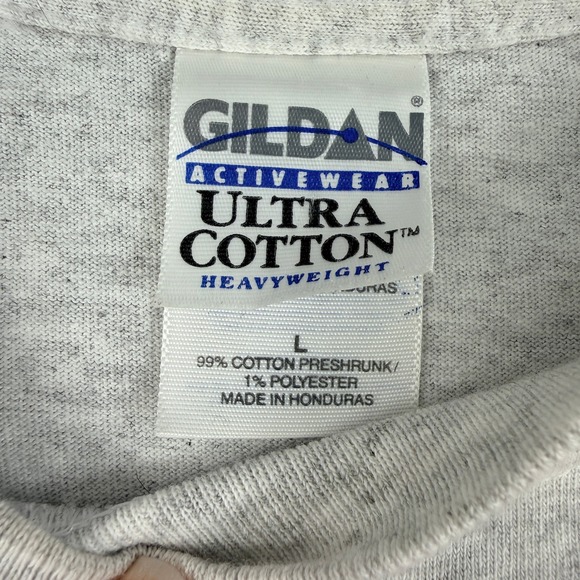 GILDAN®
ACTIVEWEAR
ULTRA
COTTON™
HEAVYWEIGHT
L
99% COTTON PRESHRUNK/
1% POLYESTER
MADE IN HONDURAS